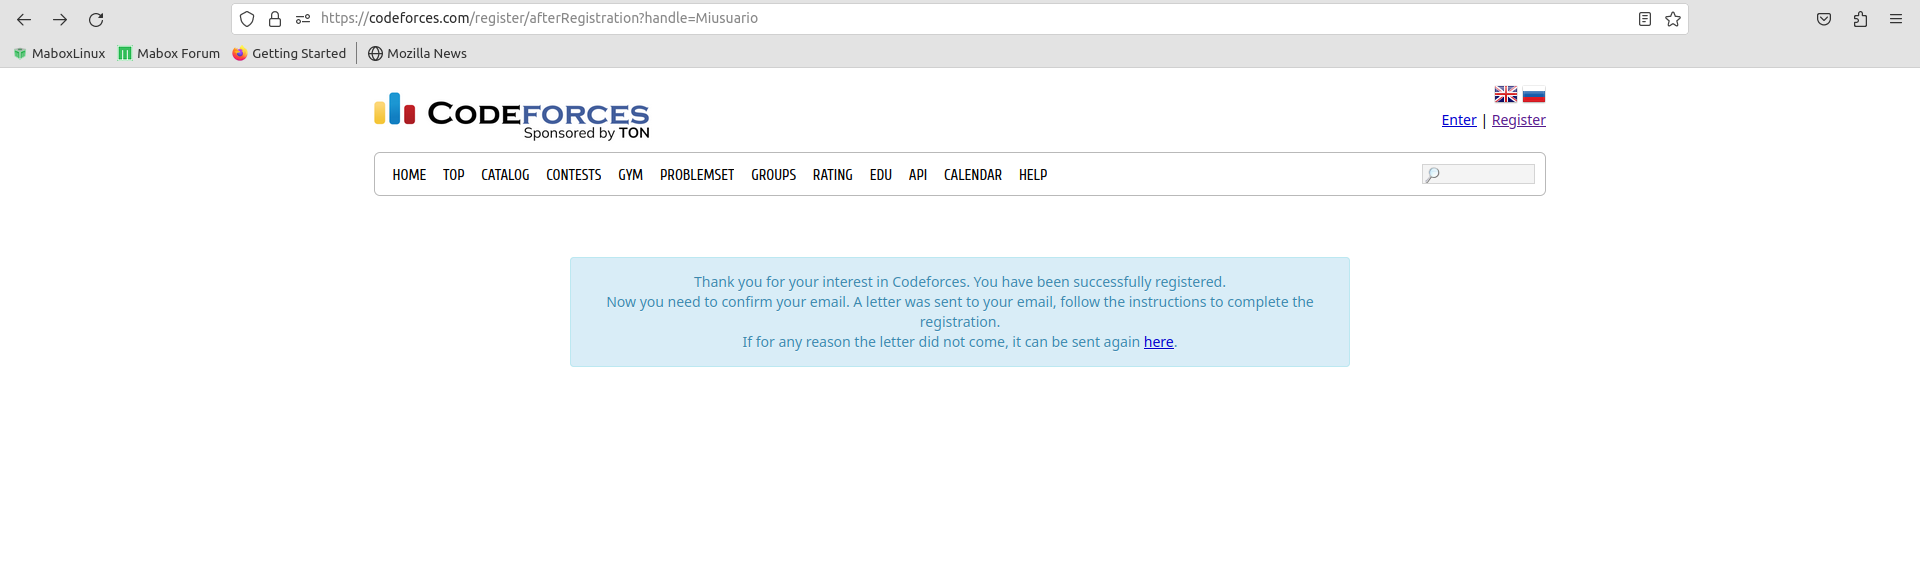 https://codeforces.com/register/afterRegistration?handle=Miusuario
MaboxLinux Mabox Forum Getting Started Mozilla News
CODEFORCES
Sponsored by TON
Enter | Register
HOME TOP CATALOG CONTESTS GYM PROBLEMSET GROUPS RATING EDU API CALENDAR HELP
Thank you for your interest in Codeforces. You have been successfully registered.
Now you need to confirm your email. A letter was sent to your email, follow the instructions to complete the
registration.
If for any reason the letter did not come, it can be sent again here.